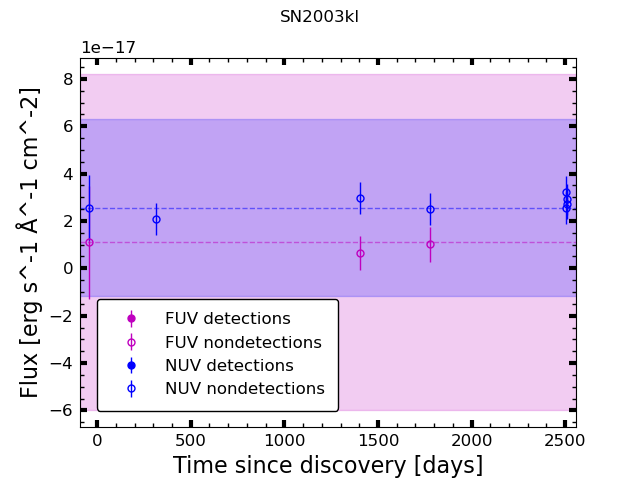 SN2003kl
1e−17
8
6
4
2
0
−2
−4
−6
Flux [erg s^-1 Å^-1 cm^-2]
FUV detections
FUV nondetections
NUV detections
NUV nondetections
0 500 1000 1500 2000 2500
Time since discovery [days]